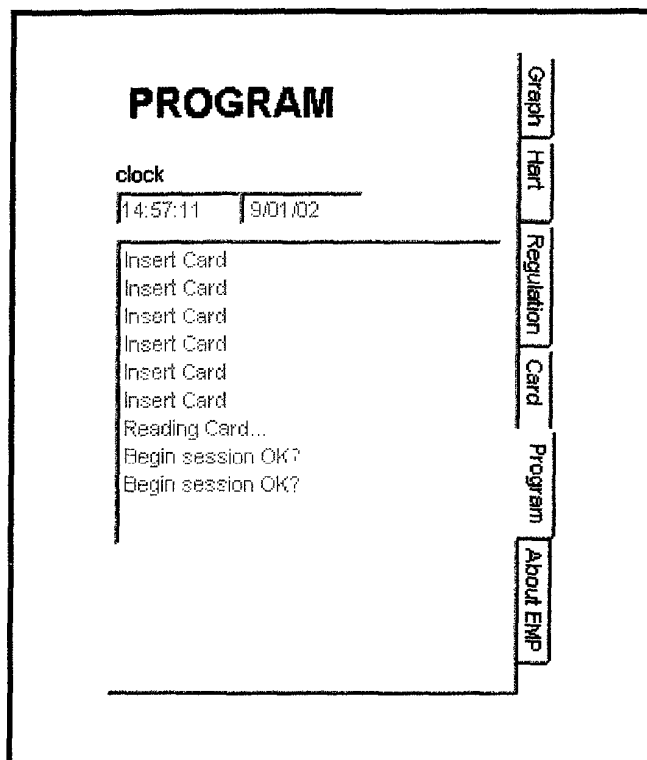 PROGRAM
clock
14:57:11 9/01/02
Insert Card
Insert Card
Insert Card
Insert Card
Insert Card
Insert Card
Reading Card...
Begin session OK?
Begin session OK?
Graph
Hart
Regulation
Card
Program
About EMP